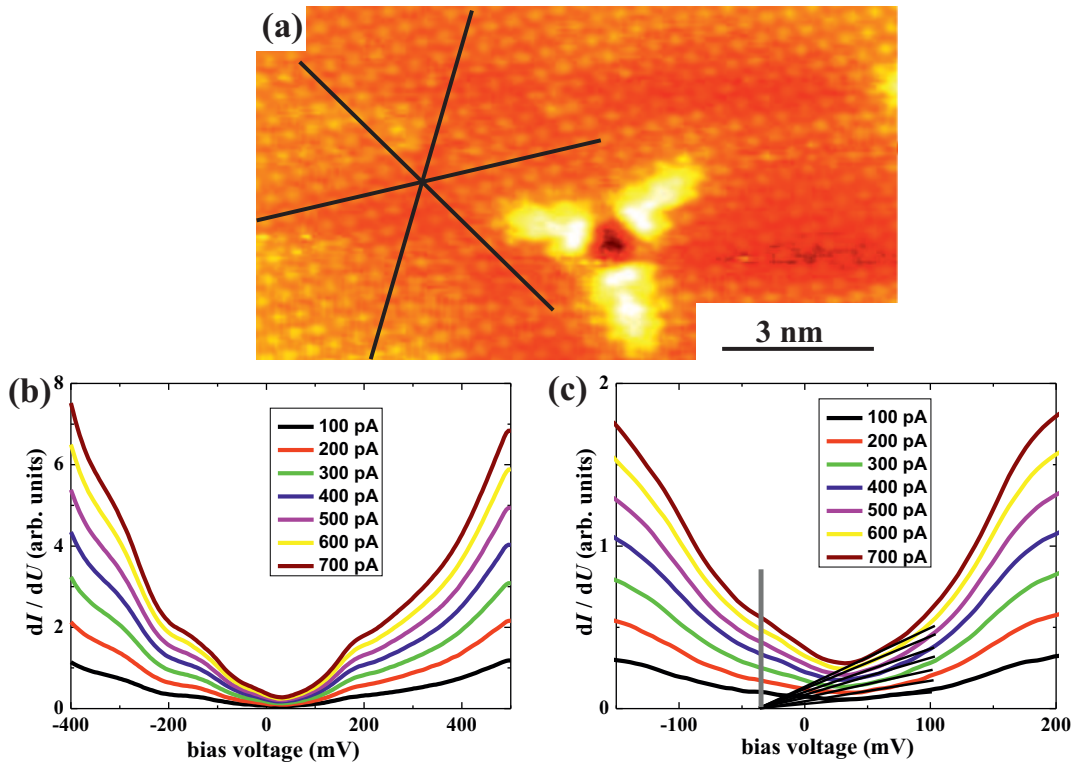 (a)
3 nm
(b)
8
6
4
2
0
dI / dU (arb. units)
100 pA
200 pA
300 pA
400 pA
500 pA
600 pA
700 pA
-400
-200
0
200
400
bias voltage (mV)
(c)
2
1
0
dI / dU (arb. units)
100 pA
200 pA
300 pA
400 pA
500 pA
600 pA
700 pA
-100
0
100
200
bias voltage (mV)